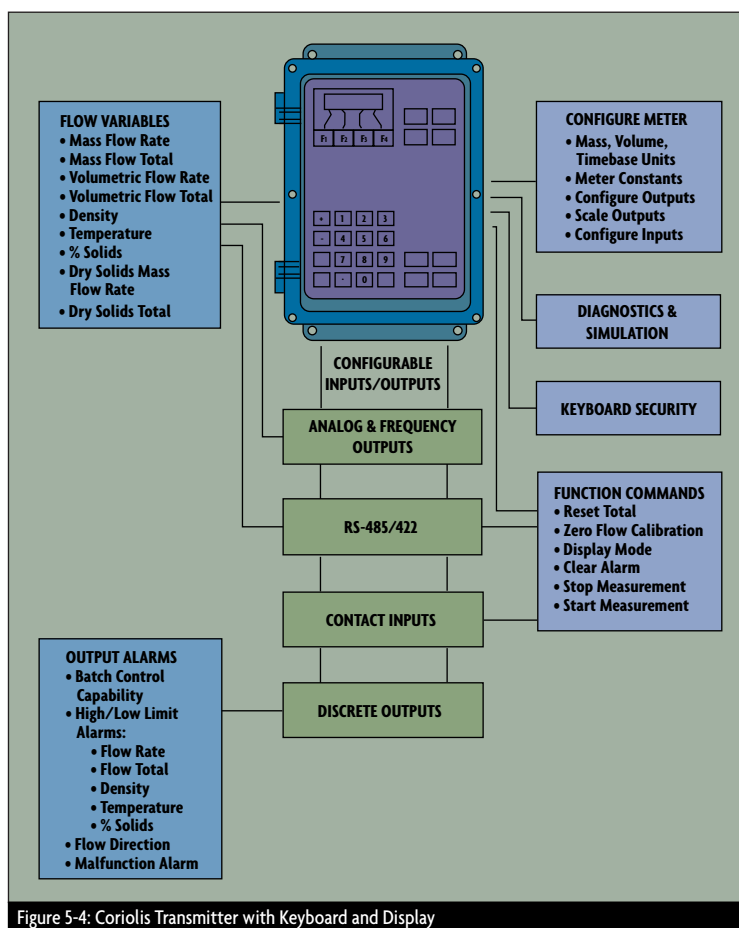 FLOW VARIABLES
• Mass Flow Rate
• Mass Flow Total
• Volumetric Flow Rate
• Volumetric Flow Total
• Density
• Temperature
• % Solids
• Dry Solids Mass
Flow Rate
• Dry Solids Total
F1 F2 F3 F4
+ 1 2 3
- 4 5 6
7 8 9
. 0
CONFIGURE METER
• Mass, Volume,
Timebase Units
• Meter Constants
• Configure Outputs
• Scale Outputs
• Configure Inputs
DIAGNOSTICS &
SIMULATION
KEYBOARD SECURITY
FUNCTION COMMANDS
• Reset Total
• Zero Flow Calibration
• Display Mode
• Clear Alarm
• Stop Measurement
• Start Measurement
CONFIGURABLE
INPUTS/OUTPUTS
ANALOG & FREQUENCY
OUTPUTS
RS-485/422
CONTACT INPUTS
DISCRETE OUTPUTS
OUTPUT ALARMS
• Batch Control
Capability
• High/Low Limit
Alarms:
• Flow Rate
• Flow Total
• Density
• Temperature
• % Solids
• Flow Direction
• Malfunction Alarm
Figure 5-4: Coriolis Transmitter with Keyboard and Display